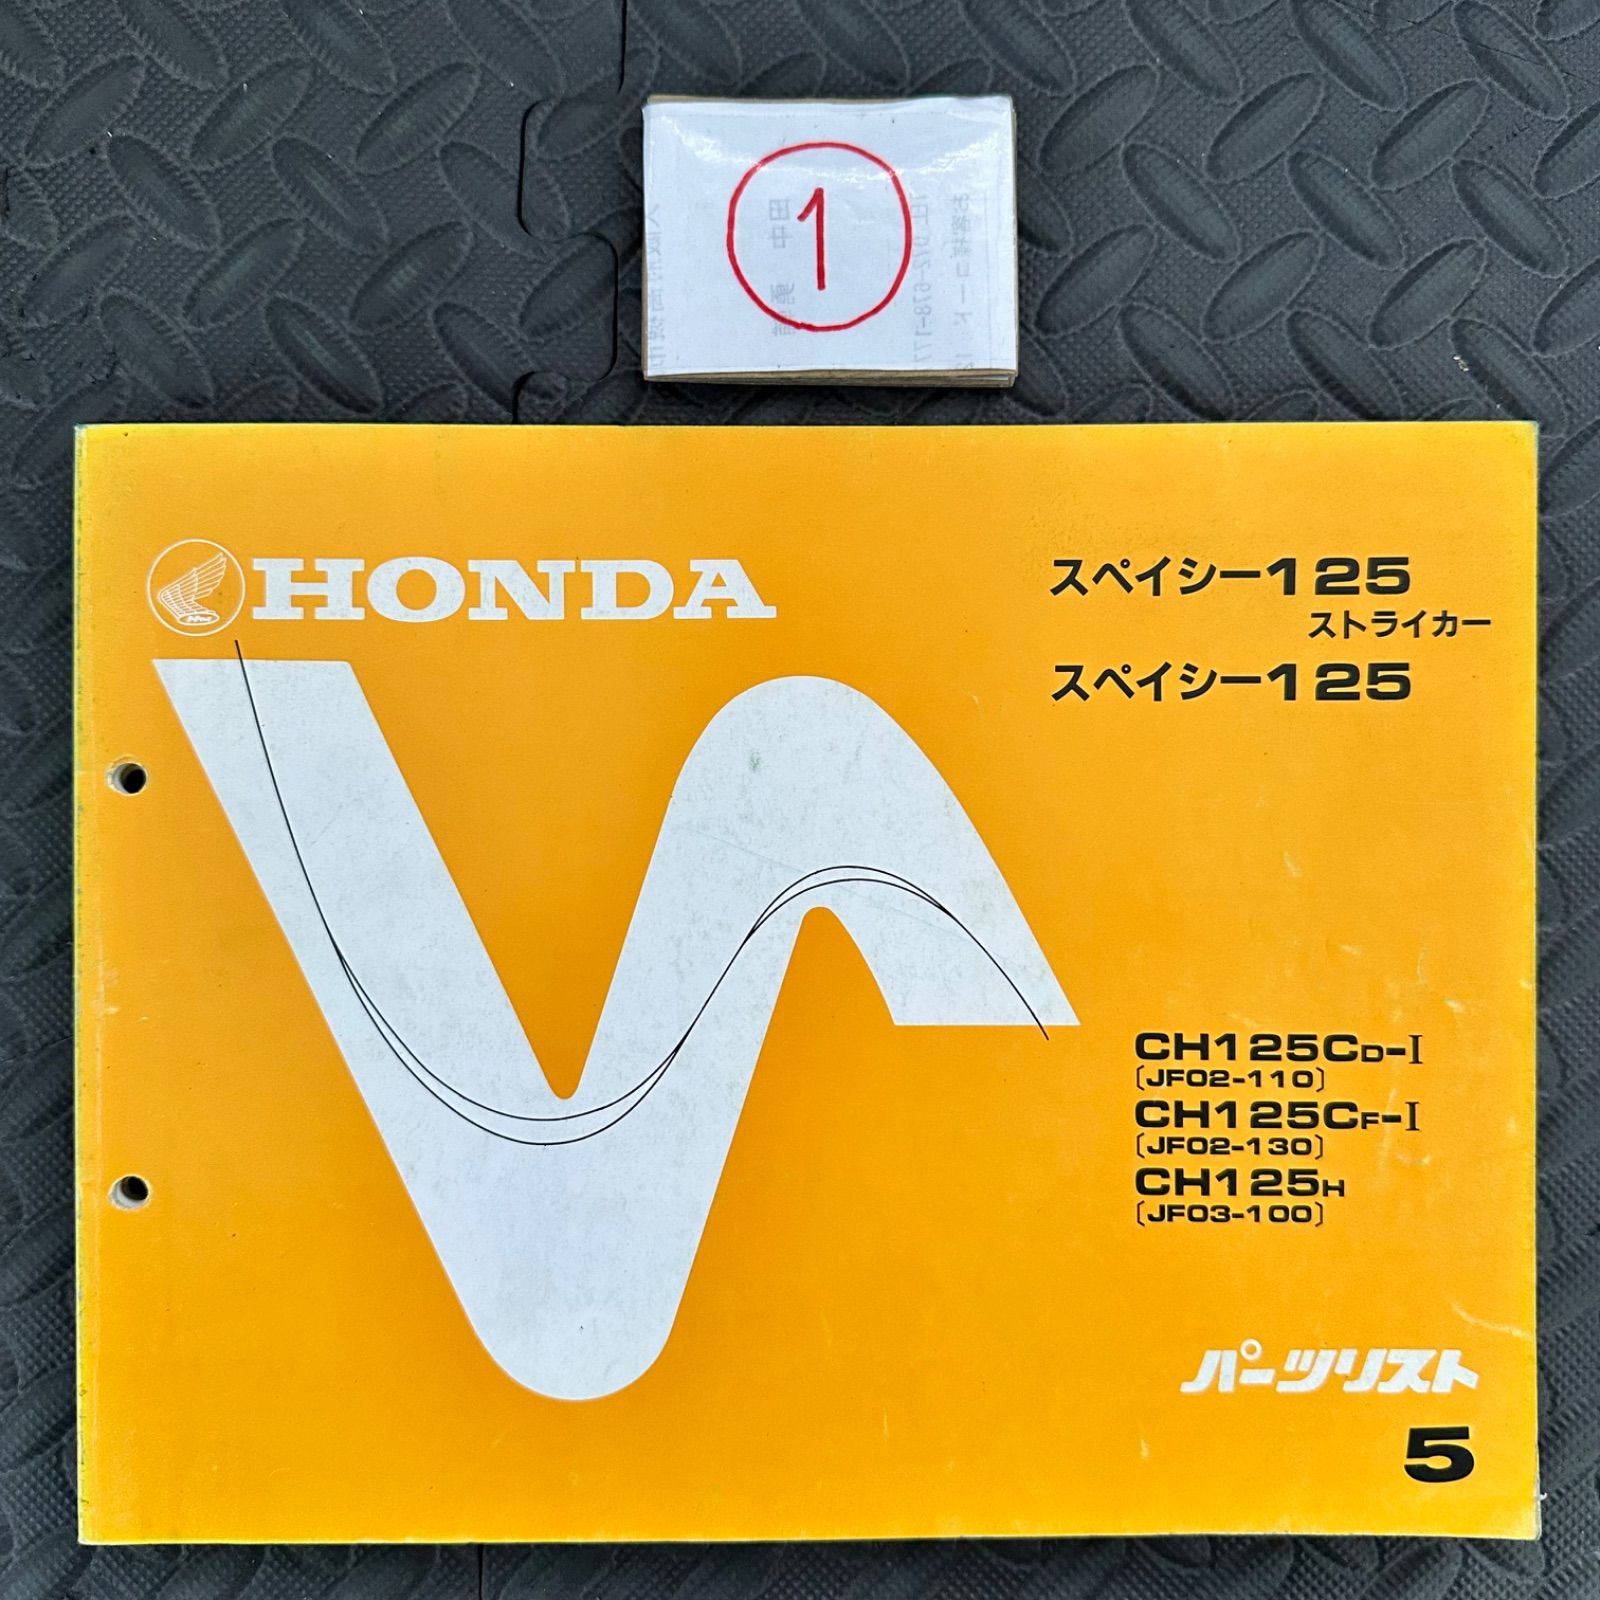 1
HONDA
スペイシー125
ストライカー
スペイシー125
CH125CD-I
〔JF02-110〕
CH125CF-I
〔JF02-130〕
CH125H
〔JF03-100〕
パーツリスト
5